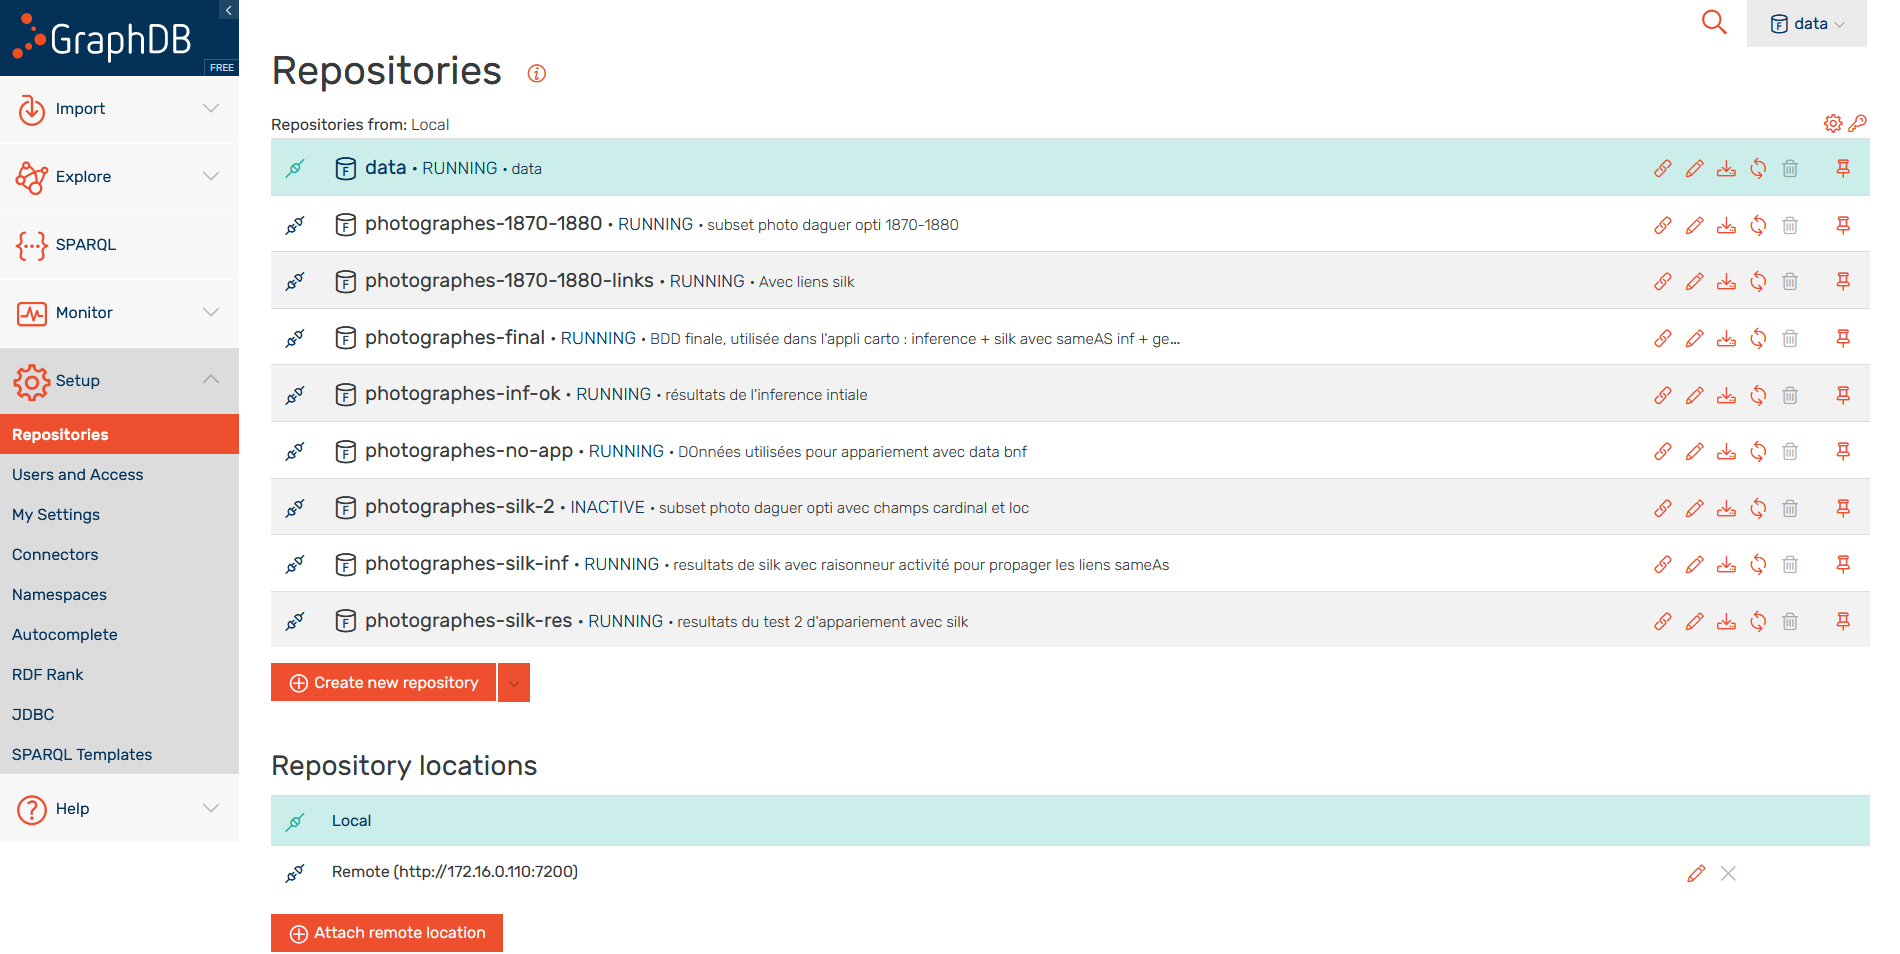 GraphDB
FREE
data
Import
Explore
SPARQL
Monitor
Setup
Repositories
Users and Access
My Settings
Connectors
Namespaces
Autocomplete
RDF Rank
JDBC
SPARQL Templates
Help
Repositories
Repositories from: Local
data • RUNNING • data
photographes-1870-1880 • RUNNING • subset photo daguer opti 1870-1880
photographes-1870-1880-links • RUNNING • Avec liens silk
photographes-final • RUNNING • BDD finale, utilisée dans l'appli carto : inference + silk avec sameAS inf + ge...
photographes-inf-ok • RUNNING • résultats de l'inference intiale
photographes-no-app • RUNNING • DOnnées utilisées pour appariement avec data bnf
photographes-silk-2 • INACTIVE • subset photo daguer opti avec champs cardinal et loc
photographes-silk-inf • RUNNING • resultats de silk avec raisonneur activité pour propager les liens sameAs
photographes-silk-res • RUNNING • resultats du test 2 d'appariement avec silk
Create new repository
Repository locations
Local
Remote (http://172.16.0.110:7200)
Attach remote location